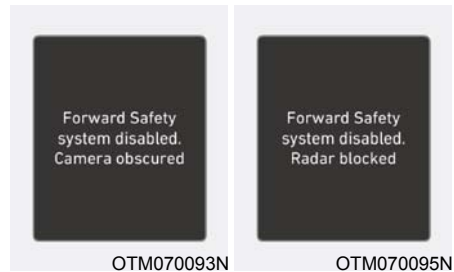 Forward Safety
system disabled.
Camera obscured
OTM070093N
Forward Safety
system disabled.
Radar blocked
OTM070095N